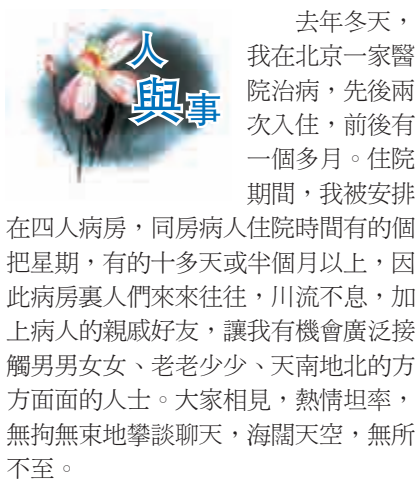 人
與事
去年冬天，
我在北京一家醫
院治病，先後兩
次入住，前後有
一個多月。住院
期間，我被安排
在四人病房，同房病人住院時間有的個
把星期，有的十多天或半個月以上，因
此病房裏人們來來往往，川流不息，加
上病人的親戚好友，讓我有機會廣泛接
觸男男女女、老老少少、天南地北的方
方面面的人士。大家相見，熱情坦率，
無拘無束地攀談聊天，海闊天空，無所
不至。